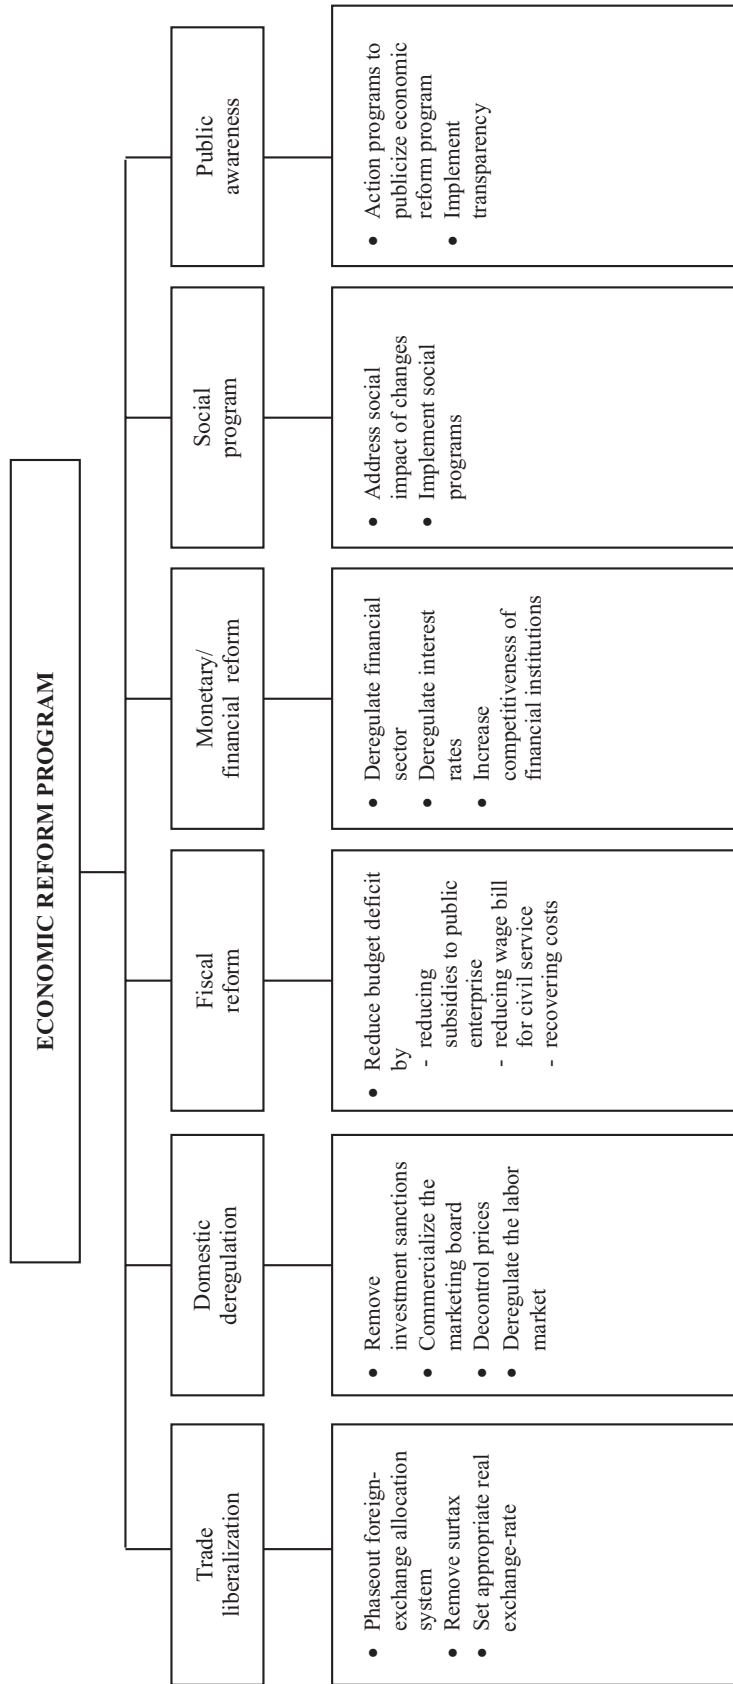 ECONOMIC REFORM PROGRAM
Trade
liberalization
• Phaseout foreign-
exchange allocation
system
• Remove surtax
• Set appropriate real
exchange-rate
Domestic
deregulation
• Remove
investment sanctions
• Commercialize the
marketing board
• Decontrol prices
• Deregulate the labor
market
Fiscal
reform
• Reduce budget deficit
by
- reducing
subsidies to public
enterprise
- reducing wage bill
for civil service
- recovering costs
Monetary/
financial reform
• Deregulate financial
sector
• Deregulate interest
rates
• Increase
competitiveness of
financial institutions
Social
program
• Address social
impact of changes
• Implement social
programs
Public
awareness
• Action programs to
publicize economic
reform program
• Implement
transparency